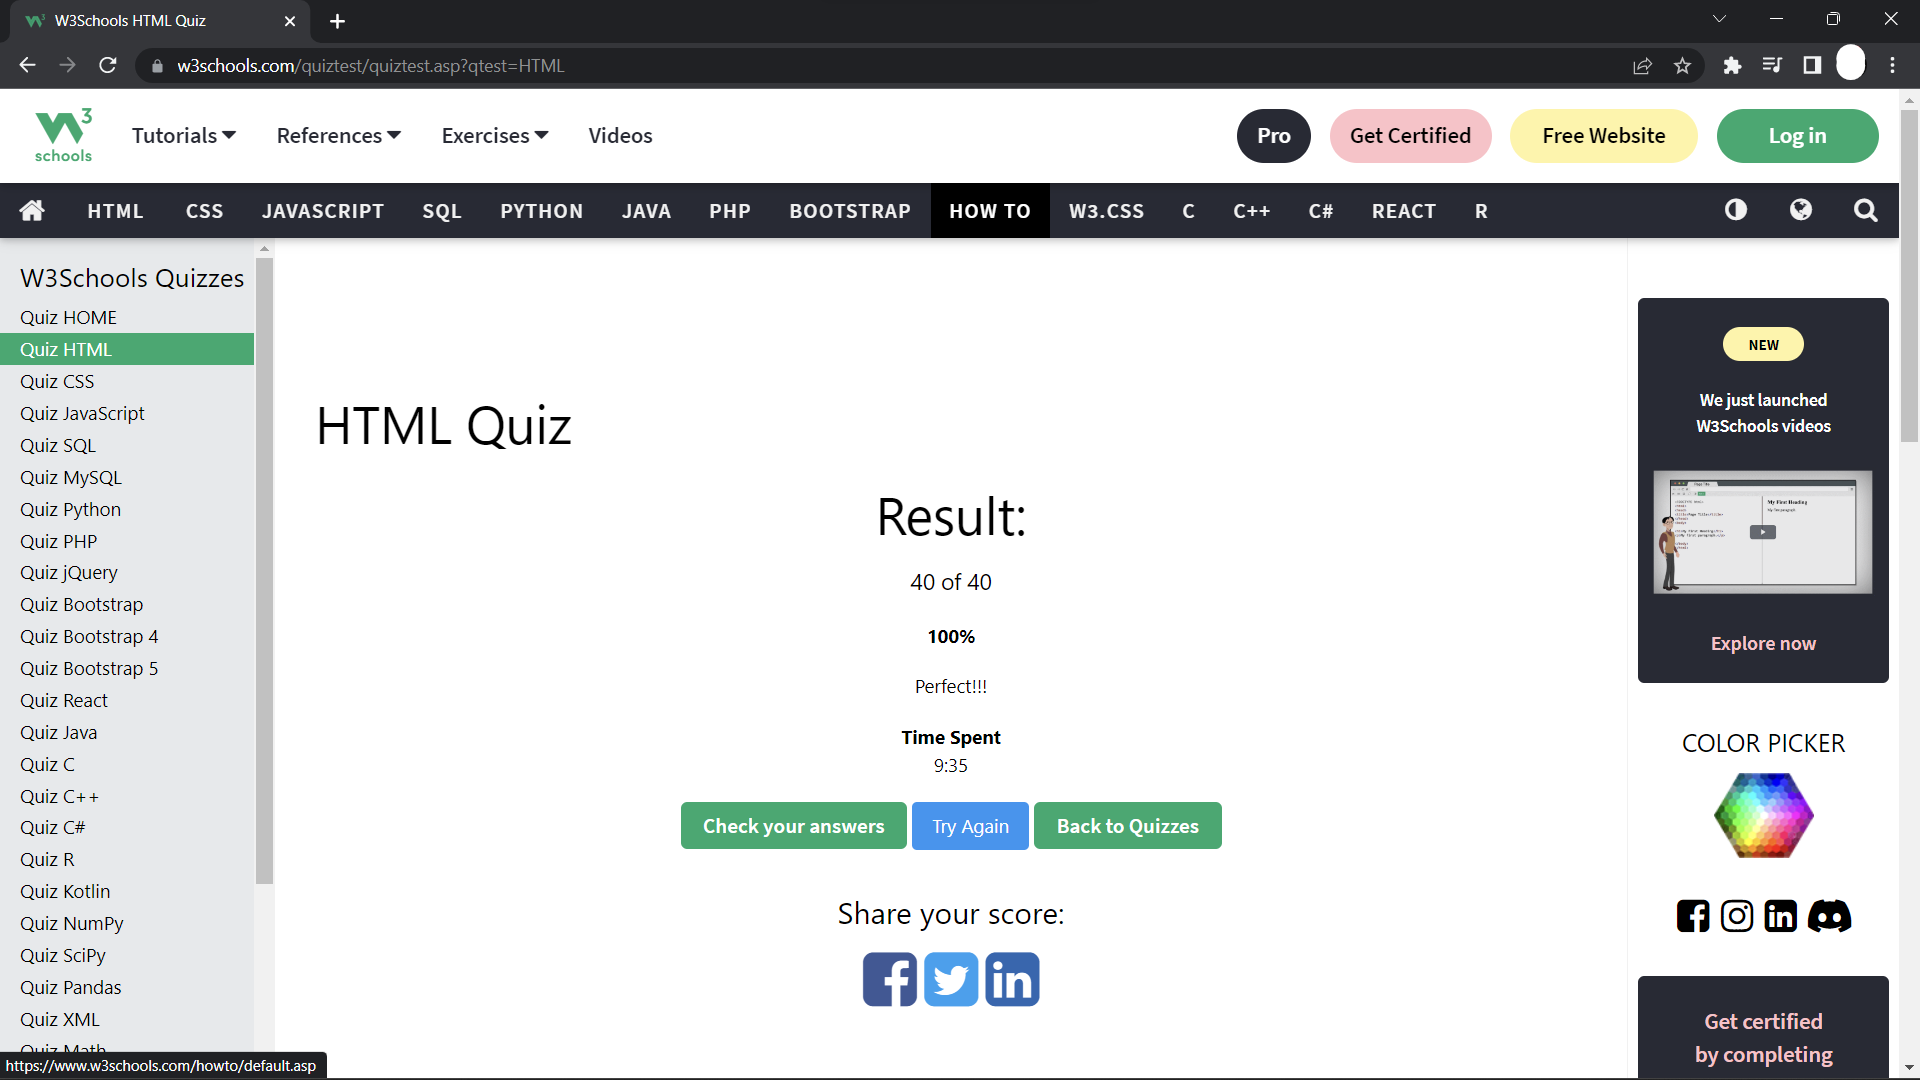 W3Schools HTML Quiz
w3schools.com/quiztest/quiztest.asp?qtest=HTML
W3 schools
Tutorials
References
Exercises
Videos
Pro
Get Certified
Free Website
Log in
HTML
CSS
JAVASCRIPT
SQL
PYTHON
JAVA
PHP
BOOTSTRAP
HOW TO
W3.CSS
C
C++
C#
REACT
R
W3Schools Quizzes
Quiz HOME
Quiz HTML
Quiz CSS
Quiz JavaScript
Quiz SQL
Quiz MySQL
Quiz Python
Quiz PHP
Quiz jQuery
Quiz Bootstrap
Quiz Bootstrap 4
Quiz Bootstrap 5
Quiz React
Quiz Java
Quiz C
Quiz C++
Quiz C#
Quiz R
Quiz Kotlin
Quiz NumPy
Quiz SciPy
Quiz Pandas
Quiz XML
Quiz Math
https://www.w3schools.com/howto/default.asp
HTML Quiz
Result:
40 of 40
100%
Perfect!!!
Time Spent
9:35
Check your answers
Try Again
Back to Quizzes
Share your score:
NEW
We just launched
W3Schools videos
My First Heading
Explore now
COLOR PICKER
Get certified
by completing